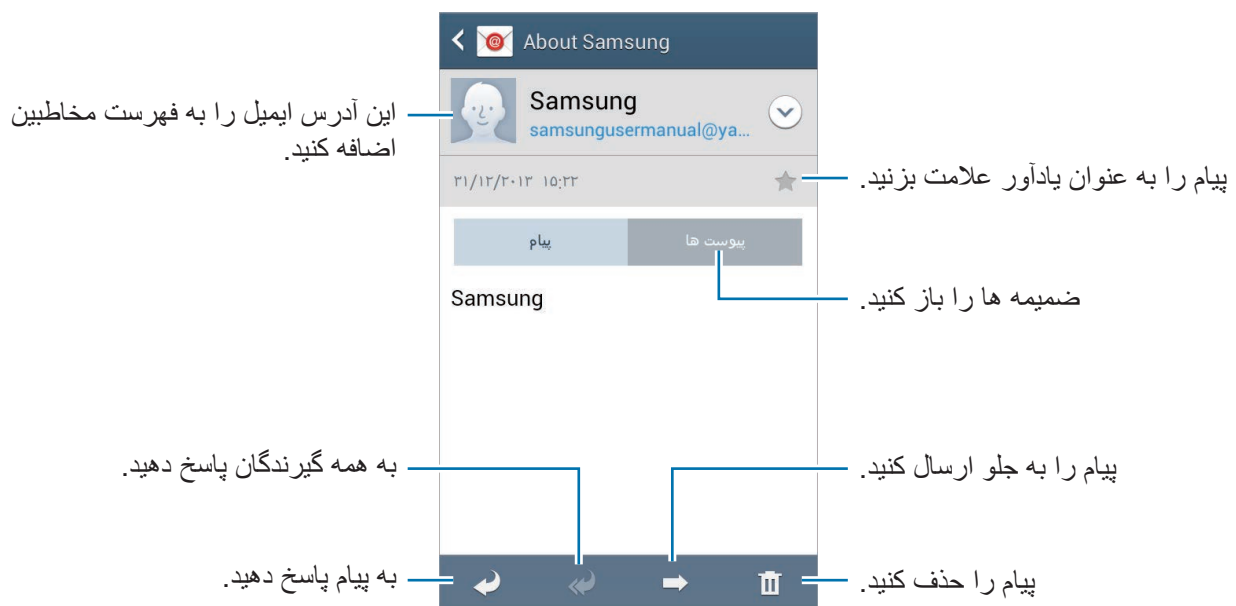 About Samsung
Samsung
samsungusermanual@ya...
این آدرس ایمیل را به فهرست مخاطبین
اضافه کنید.
۳۱/۱۲/۲۰۱۳ ۱۵:۲۲
پیام را به عنوان یادآور علامت بزنید.
پیام
پیوست ها
Samsung
ضمیمه ها را باز کنید.
به همه گیرندگان پاسخ دهید.
پیام را به جلو ارسال کنید.
به پیام پاسخ دهید.
پیام را حذف کنید.